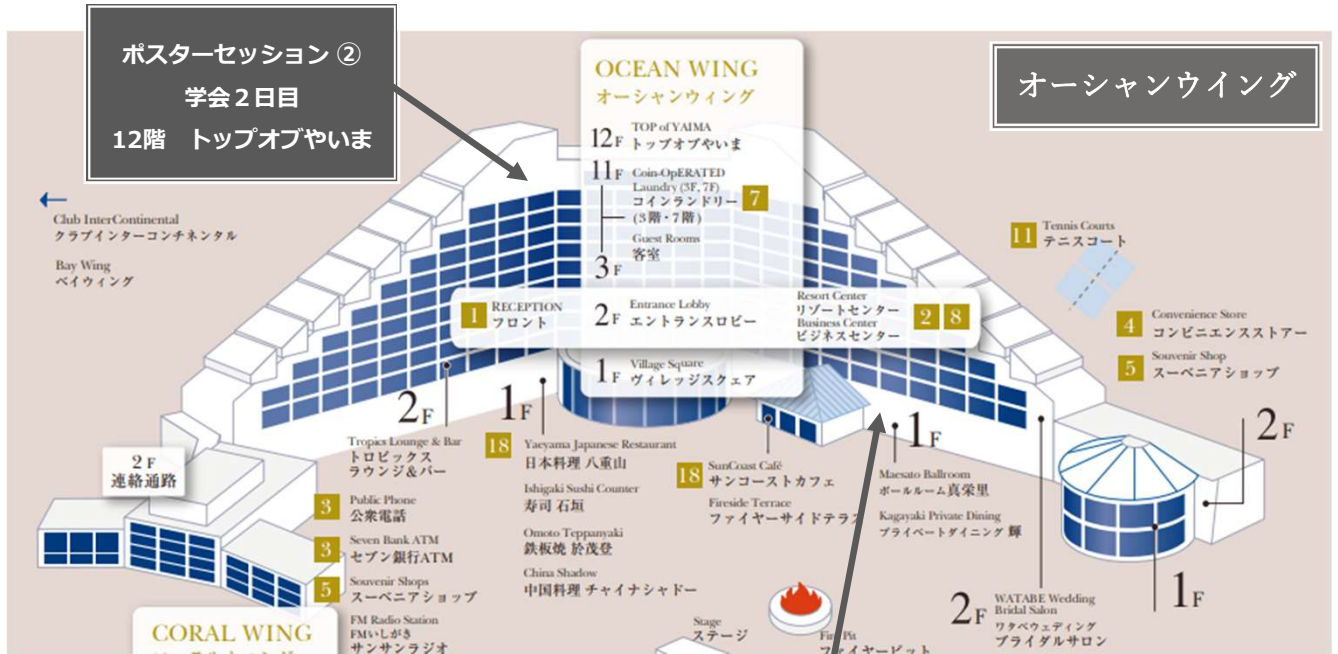 ポスターセッション ②
学会２日目
12階　トップオブやいま
オーシャンウイング
OCEAN WING
オーシャンウィング
12F TOP of YAIMA
トップオブやいま
11F Coin-OpERATED
Laundry (3F, 7F)
コインランドリー
(3階・7階)
7
Guest Rooms
客室
3F
Club InterContinental
クラブインターコンチネンタル
Bay Wing
ベイウィング
1 RECEPTION
フロント
2F Entrance Lobby
エントランスロビー
Resort Center
リゾートセンター
Business Center
ビジネスセンター
2 8
1F Village Square
ヴィレッジスクェア
11 Tennis Courts
テニスコート
4 Convenience Store
コンビニエンスストアー
5 Souvenir Shop
スーベニアショップ
2F
2F
連絡通路
2F
Tropics Lounge & Bar
トロピックス
ラウンジ&バー
3 Public Phone
公衆電話
3 Seven Bank ATM
セブン銀行ATM
5 Souvenir Shops
スーベニアショップ
FM Radio Station
FMいしがき
サンサンラジオ
1F
18 Yaeyama Japanese Restaurant
日本料理 八重山
Ishigaki Sushi Counter
寿司 石垣
Omoto Teppanyaki
鉄板焼 於茂登
China Shadow
中国料理 チャイナシャドー
18 SunCoast Café
サンコーストカフェ
Fireside Terrace
ファイヤーサイドテラス
1F
Maesato Ballroom
ボールルーム真栄里
Kagayaki Private Dining
プライベートダイニング 輝
2F WATABE Wedding
Bridal Salon
ワタベウェディング
ブライダルサロン
1F
Stage
ステージ
Fire Pit
ファイヤーピット
CORAL WING